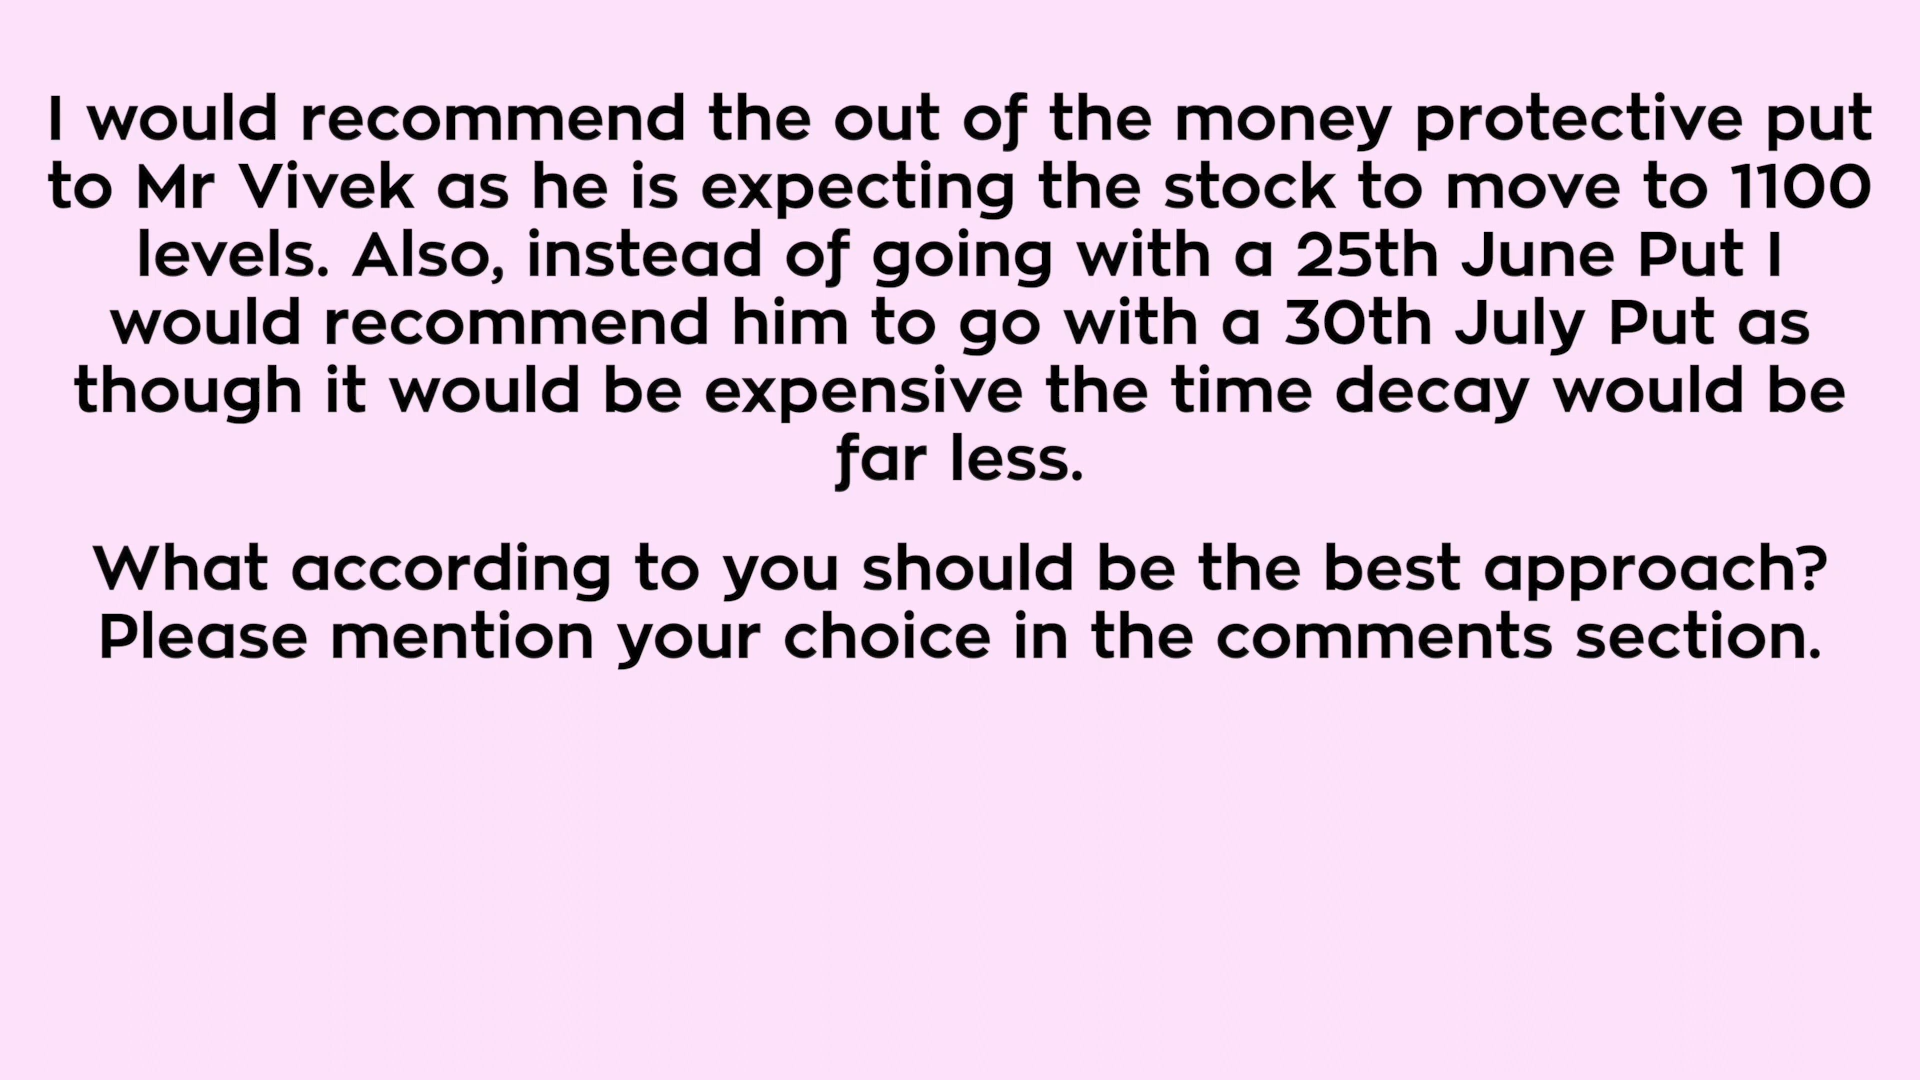 I would recommend the out of the money protective put
to Mr Vivek as he is expecting the stock to move to 1100
levels. Also, instead of going with a 25th June Put I
would recommend him to go with a 30th July Put as
though it would be expensive the time decay would be
far less.
What according to you should be the best approach?
Please mention your choice in the comments section.